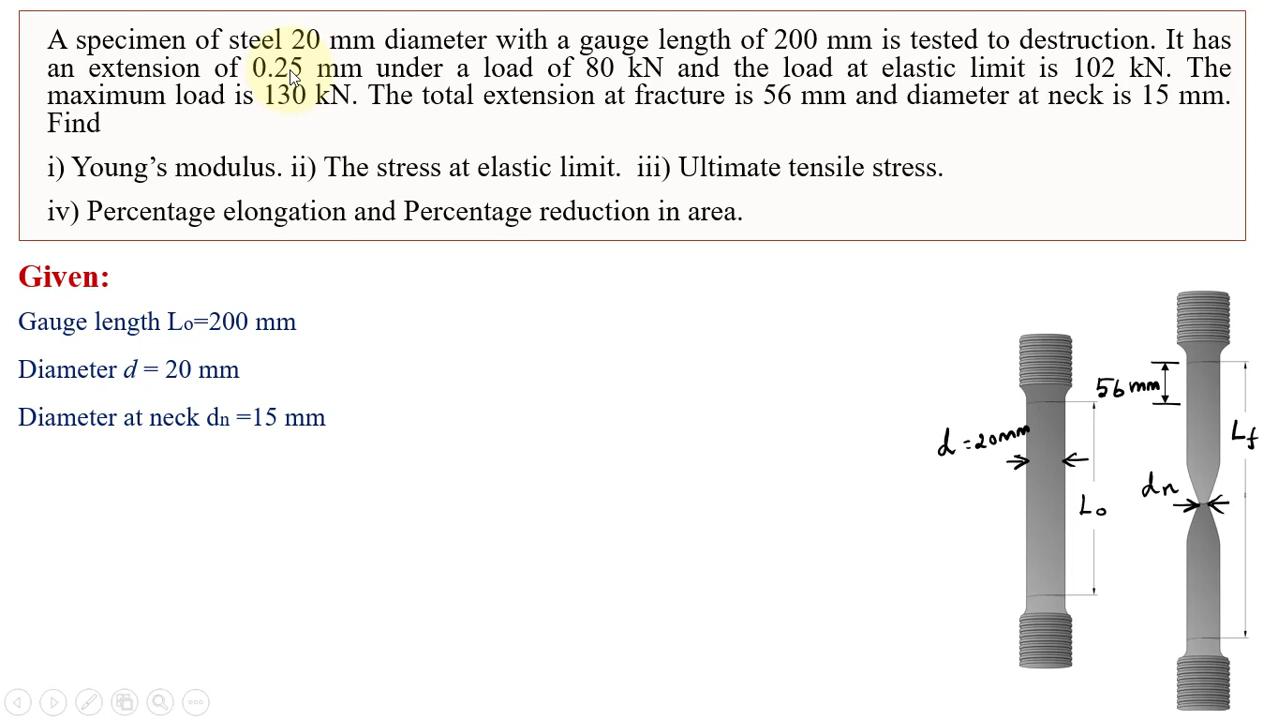 A specimen of steel 20 mm diameter with a gauge length of 200 mm is tested to destruction. It has
an extension of 0.25 mm under a load of 80 kN and the load at elastic limit is 102 kN. The
maximum load is 130 kN. The total extension at fracture is 56 mm and diameter at neck is 15 mm.
Find
i) Young’s modulus. ii) The stress at elastic limit. iii) Ultimate tensile stress.
iv) Percentage elongation and Percentage reduction in area.
Given:
Gauge length Lo=200 mm
Diameter d = 20 mm
Diameter at neck dn =15 mm
56 mm
d =20mm
Lf
dn
Lo